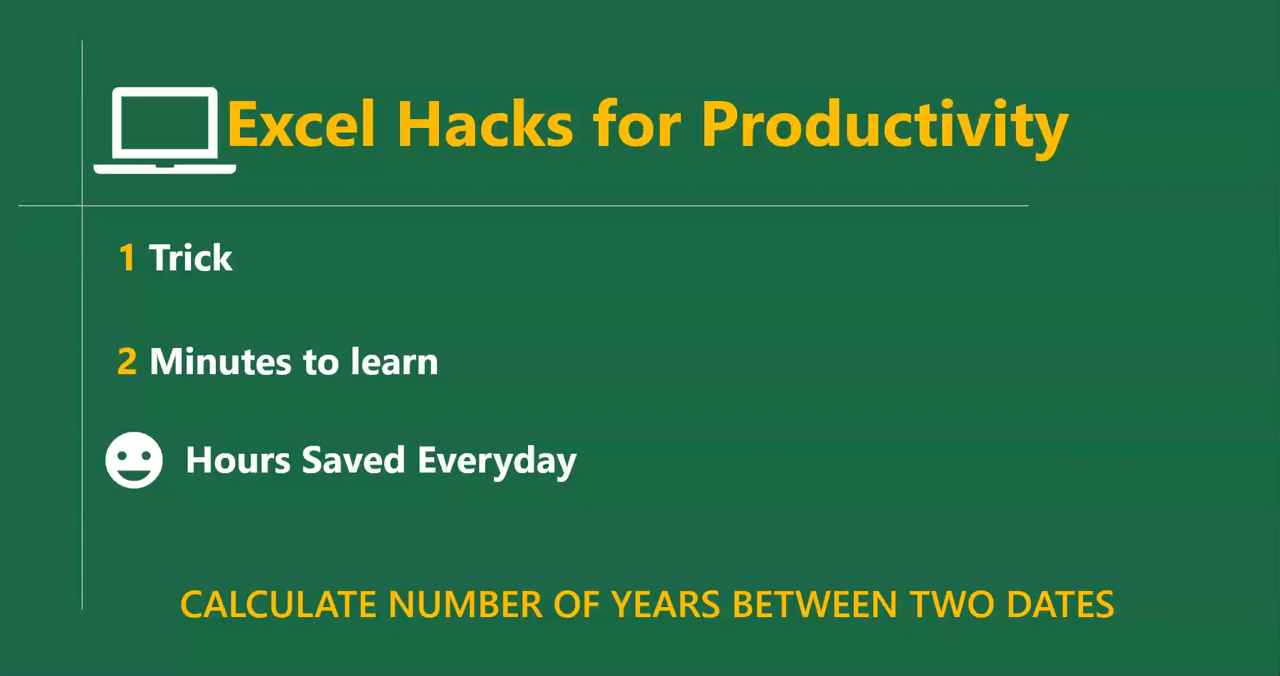 Excel Hacks for Productivity
1 Trick
2 Minutes to learn
Hours Saved Everyday
CALCULATE NUMBER OF YEARS BETWEEN TWO DATES